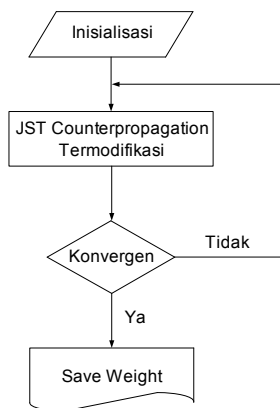 Inisialisasi
JST Counterpropagation
Termodifikasi
Konvergen
Tidak
Ya
Save Weight